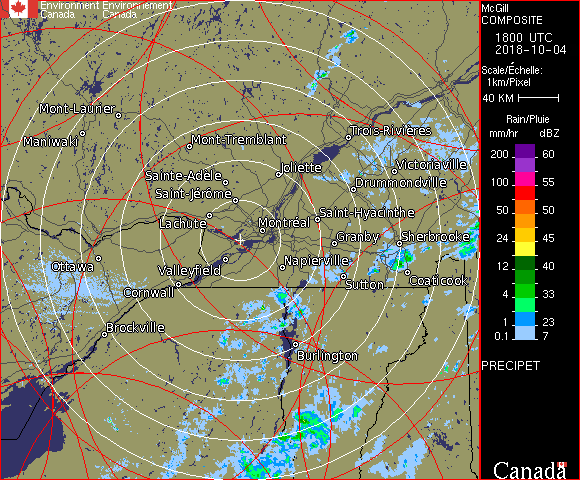 Environment Environnement
Canada Canada
McGill
COMPOSITE
1800 UTC
2018-10-04
Scale/Échelle:
1km/Pixel
40 KM
Rain/Pluie
mm/hr dBZ
200 60
150 57
100 55
50 50
24 45
12 40
4 33
1 23
0.1 7
PRECIPET
Canada
Mont-Laurier
Maniwaki
Mont-Tremblant
Trois-Rivières
Sainte-Adèle
Joliette
Victoriaville
Saint-Jérôme
Drummondville
Lachute
Montréal
Saint-Hyacinthe
Granby
Sherbrooke
Ottawa
Valleyfield
Napierville
Cornwall
Sutton
Coaticook
Brockville
Burlington